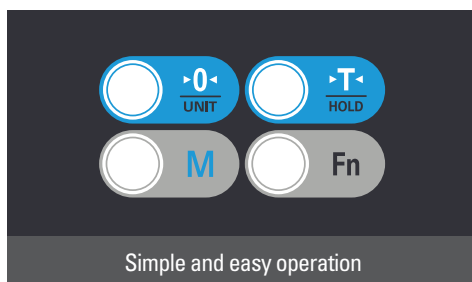 ▸0◂ ▸T◂
UNIT HOLD
M Fn
Simple and easy operation